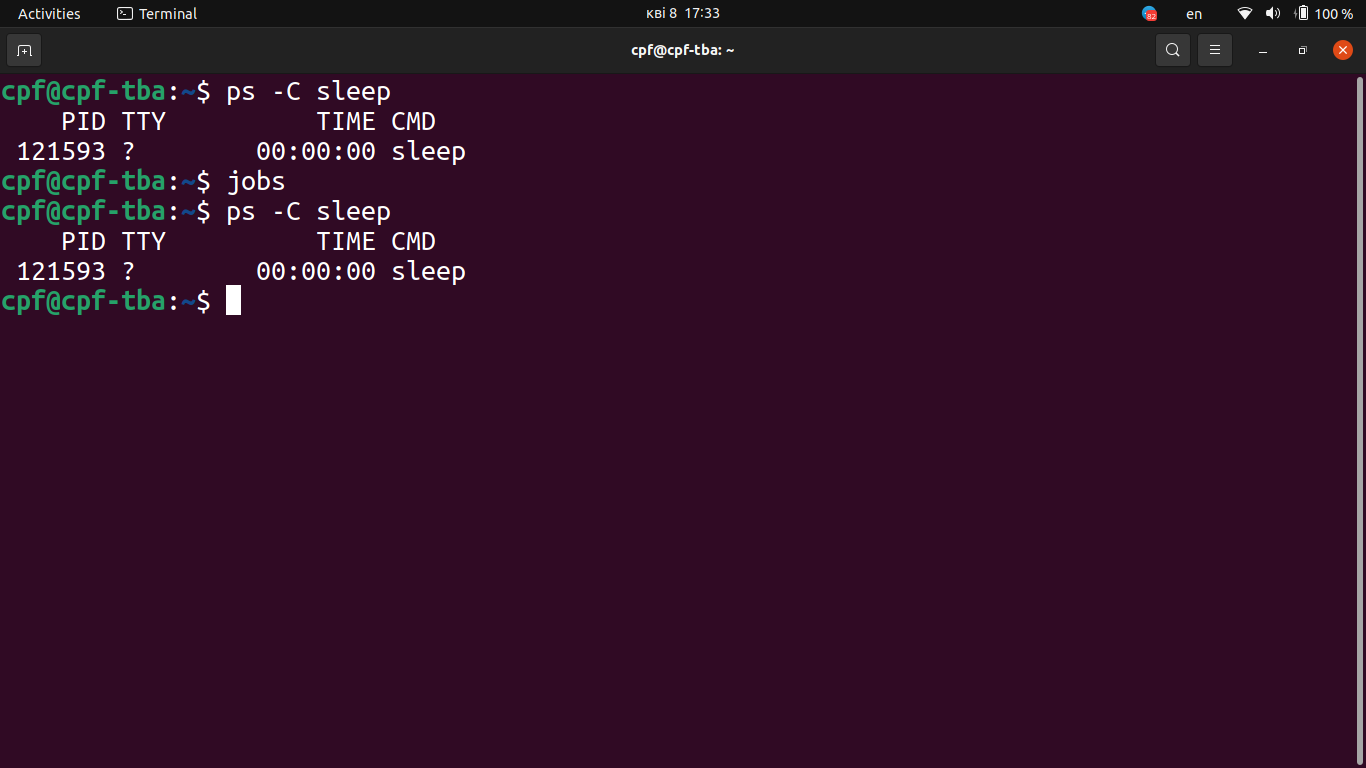 Activities Terminal кві 8 17:33 82 en 100 %
cpf@cpf-tba: ~
cpf@cpf-tba:~$ ps -C sleep
    PID TTY          TIME CMD
 121593 ?        00:00:00 sleep
cpf@cpf-tba:~$ jobs
cpf@cpf-tba:~$ ps -C sleep
    PID TTY          TIME CMD
 121593 ?        00:00:00 sleep
cpf@cpf-tba:~$